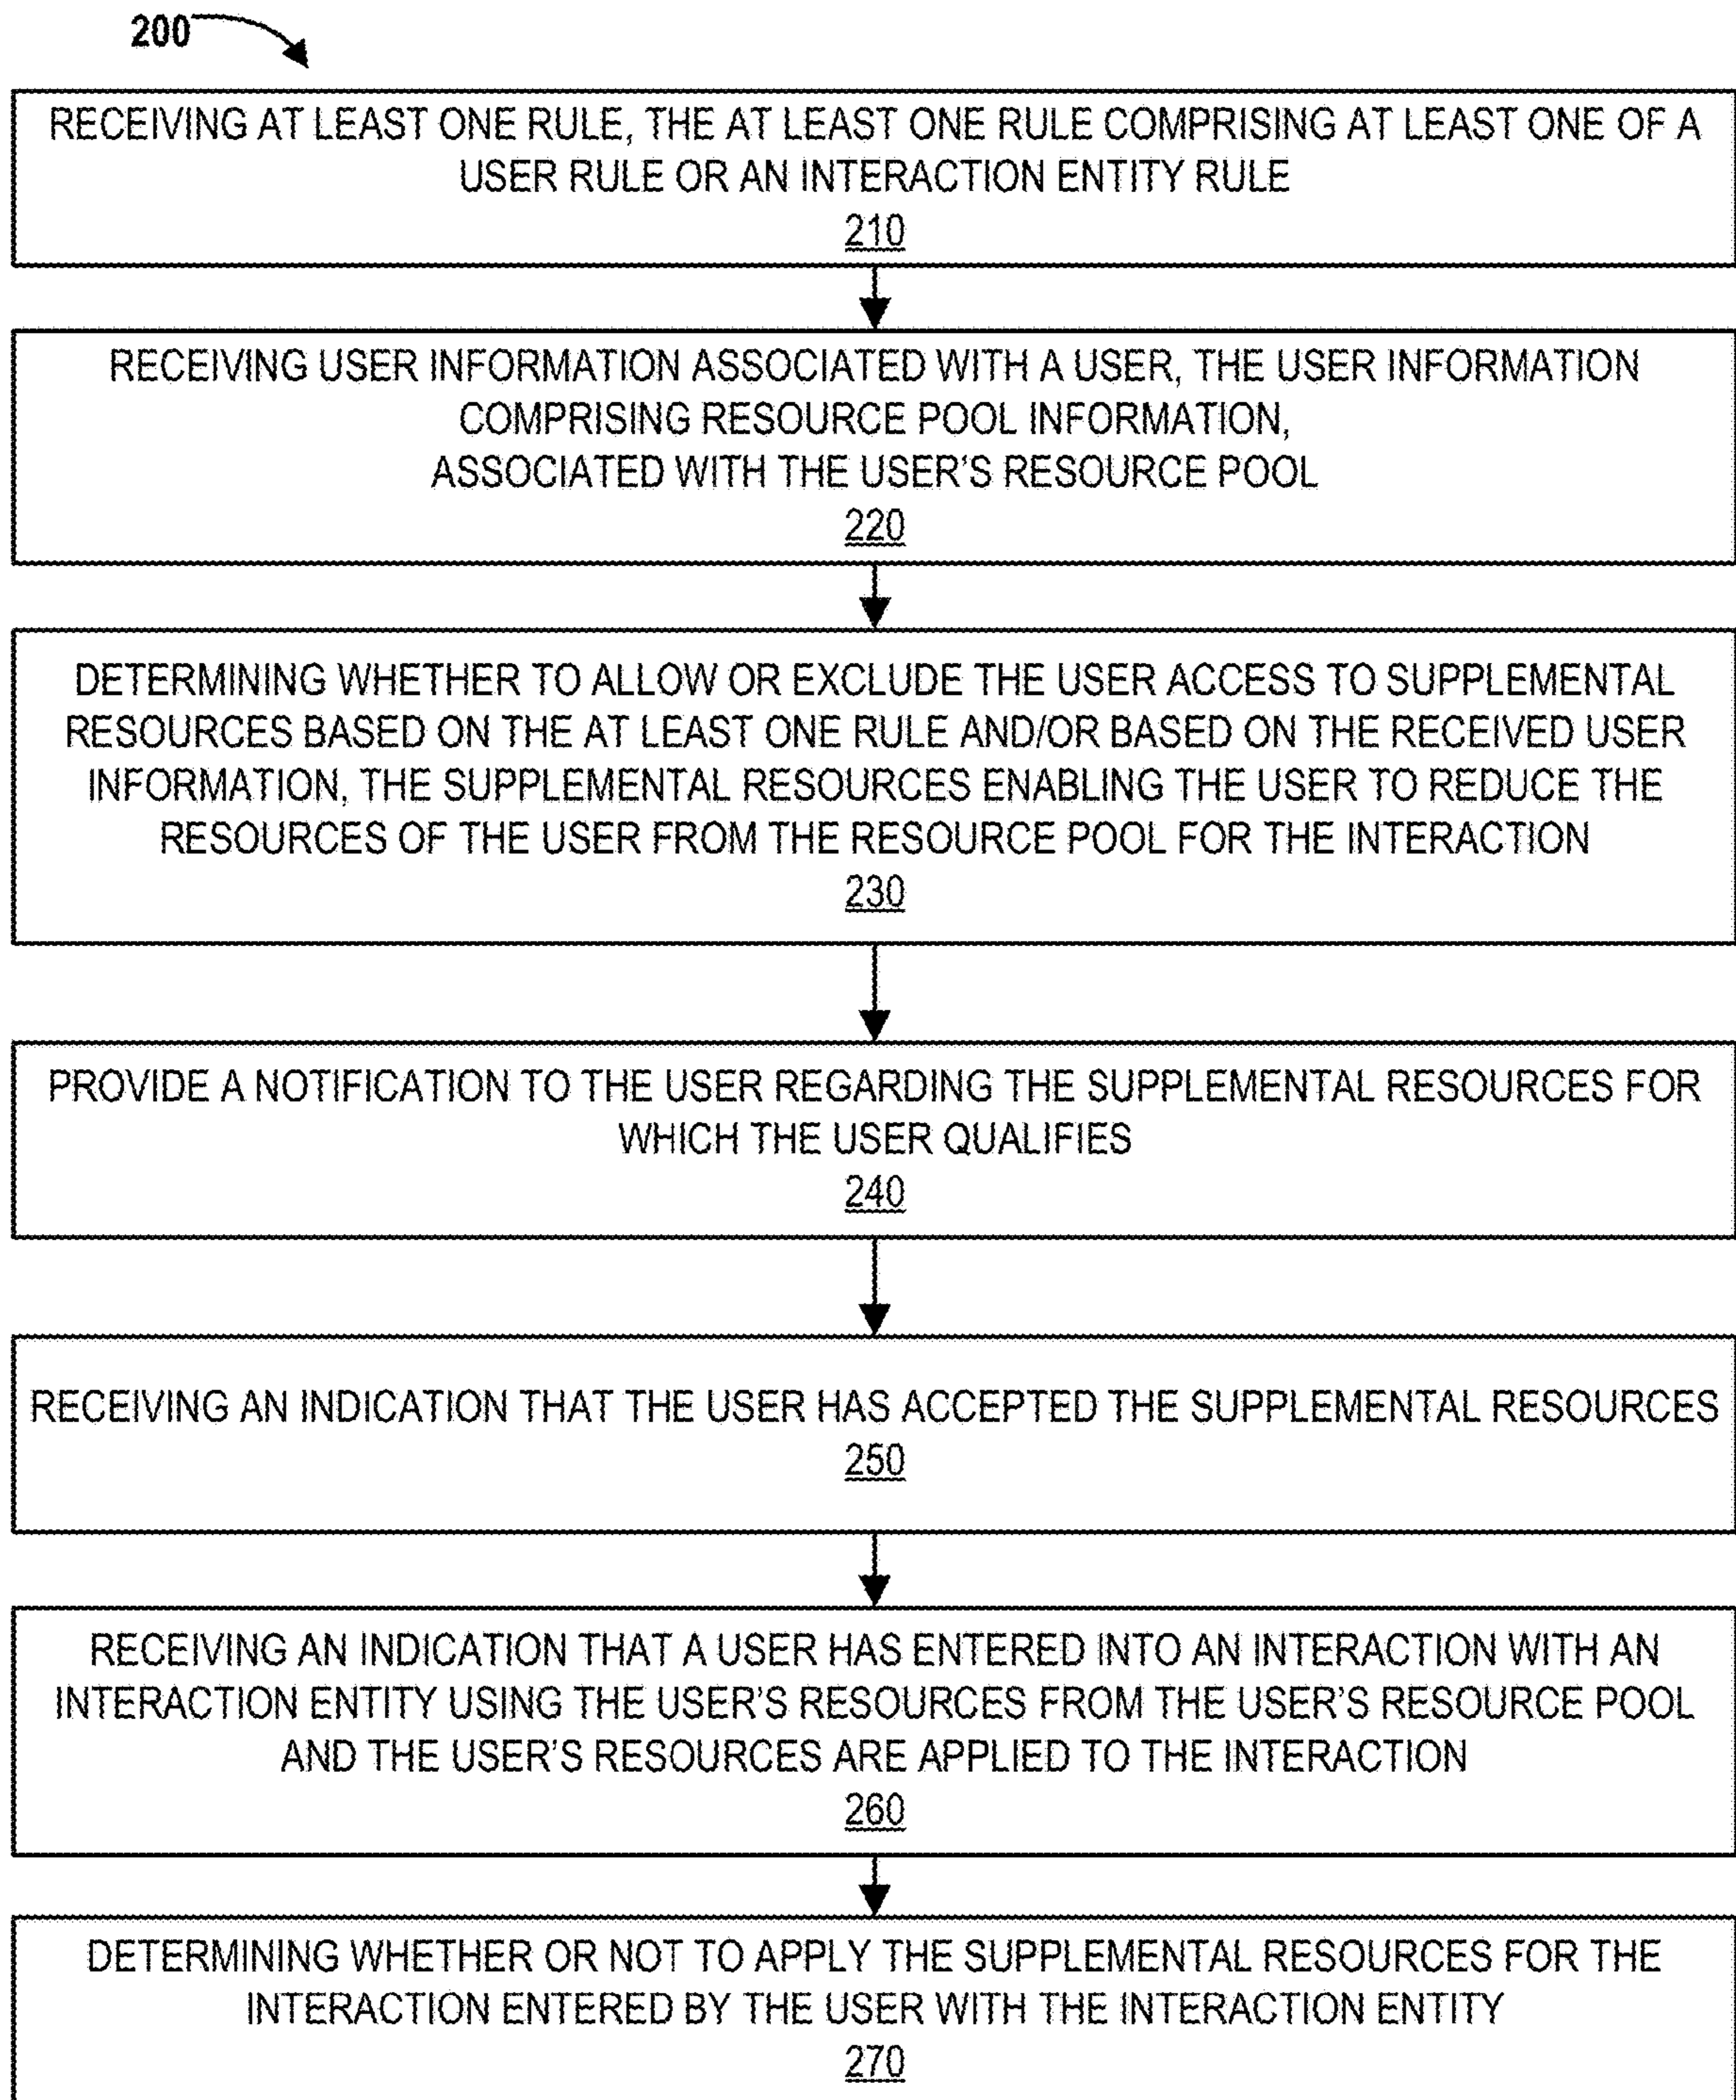 200
RECEIVING AT LEAST ONE RULE, THE AT LEAST ONE RULE COMPRISING AT LEAST ONE OF A
USER RULE OR AN INTERACTION ENTITY RULE
210
RECEIVING USER INFORMATION ASSOCIATED WITH A USER, THE USER INFORMATION
COMPRISING RESOURCE POOL INFORMATION,
ASSOCIATED WITH THE USER'S RESOURCE POOL
220
DETERMINING WHETHER TO ALLOW OR EXCLUDE THE USER ACCESS TO SUPPLEMENTAL
RESOURCES BASED ON THE AT LEAST ONE RULE AND/OR BASED ON THE RECEIVED USER
INFORMATION, THE SUPPLEMENTAL RESOURCES ENABLING THE USER TO REDUCE THE
RESOURCES OF THE USER FROM THE RESOURCE POOL FOR THE INTERACTION
230
PROVIDE A NOTIFICATION TO THE USER REGARDING THE SUPPLEMENTAL RESOURCES FOR
WHICH THE USER QUALIFIES
240
RECEIVING AN INDICATION THAT THE USER HAS ACCEPTED THE SUPPLEMENTAL RESOURCES
250
RECEIVING AN INDICATION THAT A USER HAS ENTERED INTO AN INTERACTION WITH AN
INTERACTION ENTITY USING THE USER'S RESOURCES FROM THE USER'S RESOURCE POOL
AND THE USER'S RESOURCES ARE APPLIED TO THE INTERACTION
260
DETERMINING WHETHER OR NOT TO APPLY THE SUPPLEMENTAL RESOURCES FOR THE
INTERACTION ENTERED BY THE USER WITH THE INTERACTION ENTITY
270